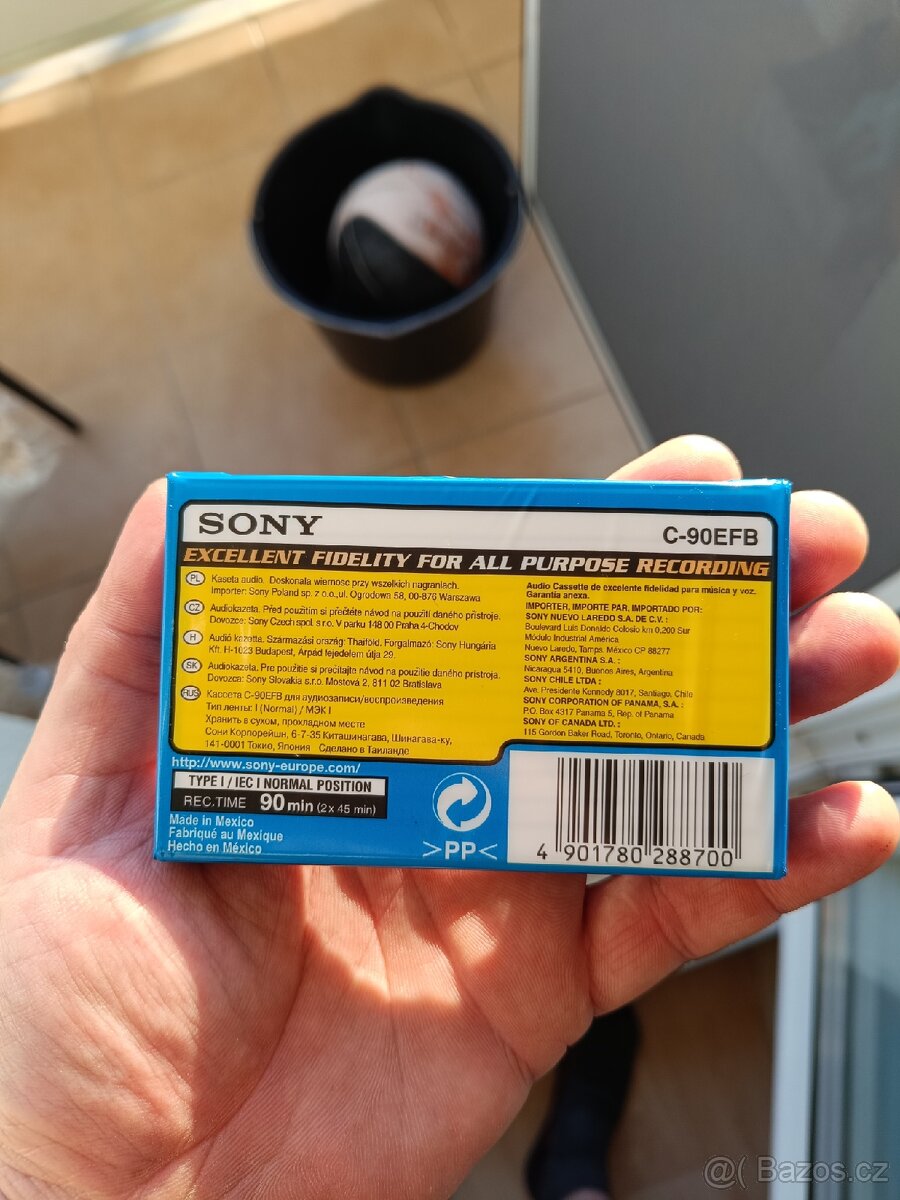 SONY
C-90EFB
EXCELLENT FIDELITY FOR ALL PURPOSE RECORDING
PL Kaseta audio. Doskonala wiernosc przy wszelkich nagraniach.
Importer: Sony Poland sp. z o.o.,ul. Ogrodowa 58, 00-876 Warszawa
CZ Audiokazeta. Před použitím si přečtěte návod na použití daného přístroje.
Dovozce: Sony Czech spol. s r.o. V parku 148 00 Praha 4-Chodov
H Audió kazetta. Származási ország: Thaiföld, Forgalmazó: Sony Hungária
Kft. H-1023 Budapest, Árpád fejedelem útja 29.
SK Audiokazeta. Pre použitie si prečítajte návod na použitie daného prístroja.
Dovozca: Sony Slovakia s r.o. Mostová 2, 811 02 Bratislava
RUS Кассета C-90EFB для аудиозаписи/воспроизведения
Тип ленты: I (Normal) / МЭК I
Хранить в сухом, прохладном месте
Сони Корпорейшн, 6-7-35 Киташинагава, Шинагава-ку,
141-0001 Токио, Япония Сделано в Таиланде
Audio Cassette de excelente fidelidad para música y voz.
Garantia anexa.
IMPORTER, IMPORTE PAR, IMPORTADO POR:
SONY NUEVO LAREDO S.A. DE C.V. :
Boulevard Luis Donaldo Colosio km 0,200 Sur
Módulo Industrial América
Nuevo Laredo, Tamps. México CP 88277
SONY ARGENTINA S.A. :
Nicaragua 5410, Buenos Aires, Argentina
SONY CHILE LTDA :
Ave. Presidente Kennedy 8017, Santiago, Chile
SONY CORPORATION OF PANAMA, S.A. :
P.O. Box 4317 Panama 5, Rep. of Panama
SONY OF CANADA LTD. :
115 Gordon Baker Road, Toronto, Ontario, Canada
http://www.sony-europe.com/
TYPE I / IEC I NORMAL POSITION
REC.TIME 90 min (2 x 45 min)
Made in Mexico
Fabriqué au Mexique
Hecho en México
>PP<
4 901780 288700
@( Bazos.cz